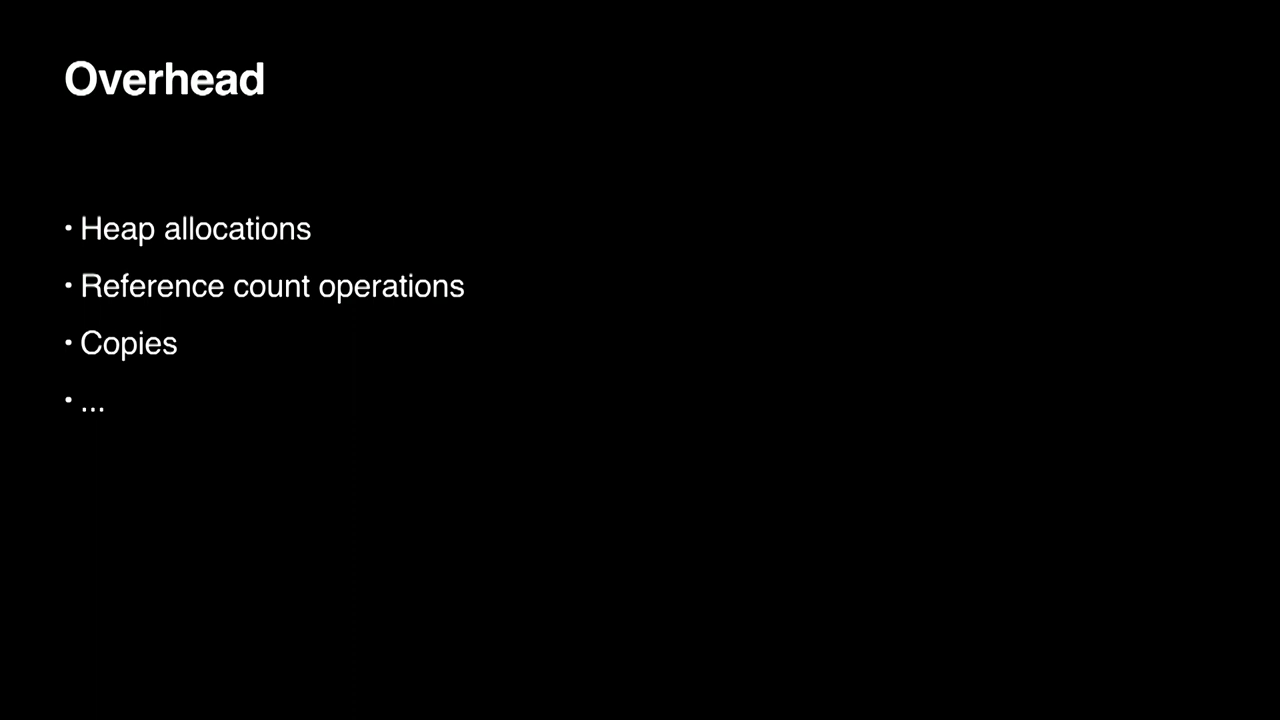 Overhead
• Heap allocations
• Reference count operations
• Copies
• ...